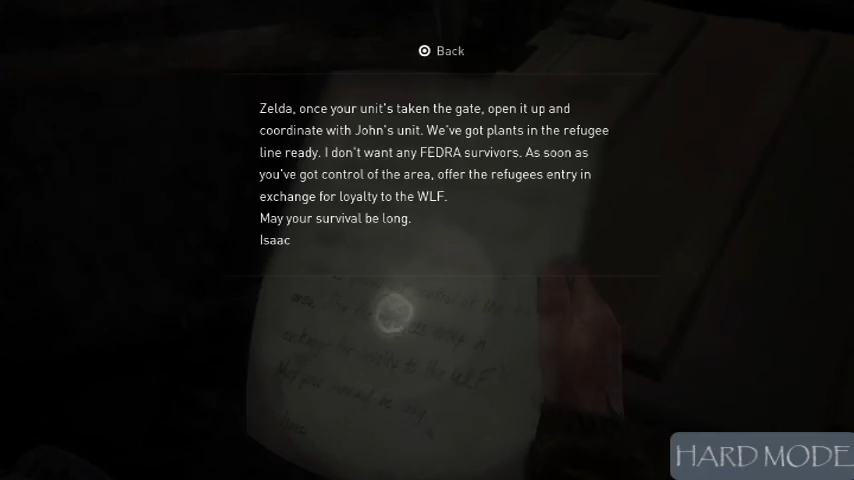 Back
Zelda, once your unit's taken the gate, open it up and
coordinate with John's unit. We've got plants in the refugee
line ready. I don't want any FEDRA survivors. As soon as
you've got control of the area, offer the refugees entry in
exchange for loyalty to the WLF.
May your survival be long.
Isaac
HARD MODE